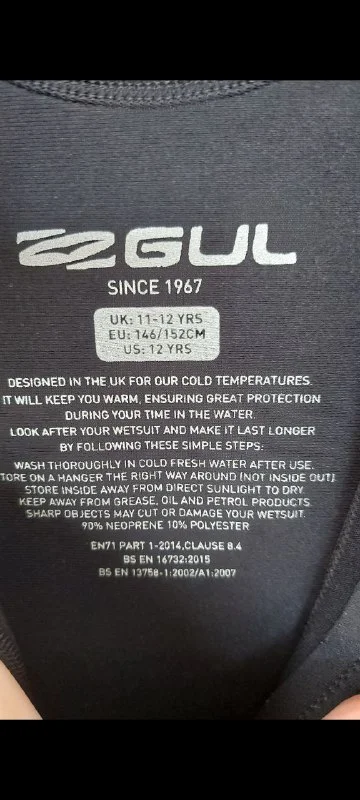 GUL
SINCE 1967
UK: 11-12 YRS
EU: 146/152CM
US: 12 YRS
DESIGNED IN THE UK FOR OUR COLD TEMPERATURES.
IT WILL KEEP YOU WARM, ENSURING GREAT PROTECTION
DURING YOUR TIME IN THE WATER.
LOOK AFTER YOUR WETSUIT AND MAKE IT LAST LONGER
BY FOLLOWING THESE SIMPLE STEPS:
WASH THOROUGHLY IN COLD FRESH WATER AFTER USE.
TORE ON A HANGER THE RIGHT WAY AROUND (NOT INSIDE OUT)
STORE INSIDE AWAY FROM DIRECT SUNLIGHT TO DRY.
KEEP AWAY FROM GREASE, OIL AND PETROL PRODUCTS
SHARP OBJECTS MAY CUT OR DAMAGE YOUR WETSUIT.
90% NEOPRENE 10% POLYESTER
EN71 PART 1-2014,CLAUSE 8.4
BS EN 16732:2015
BS EN 13758-1:2002/A1:2007